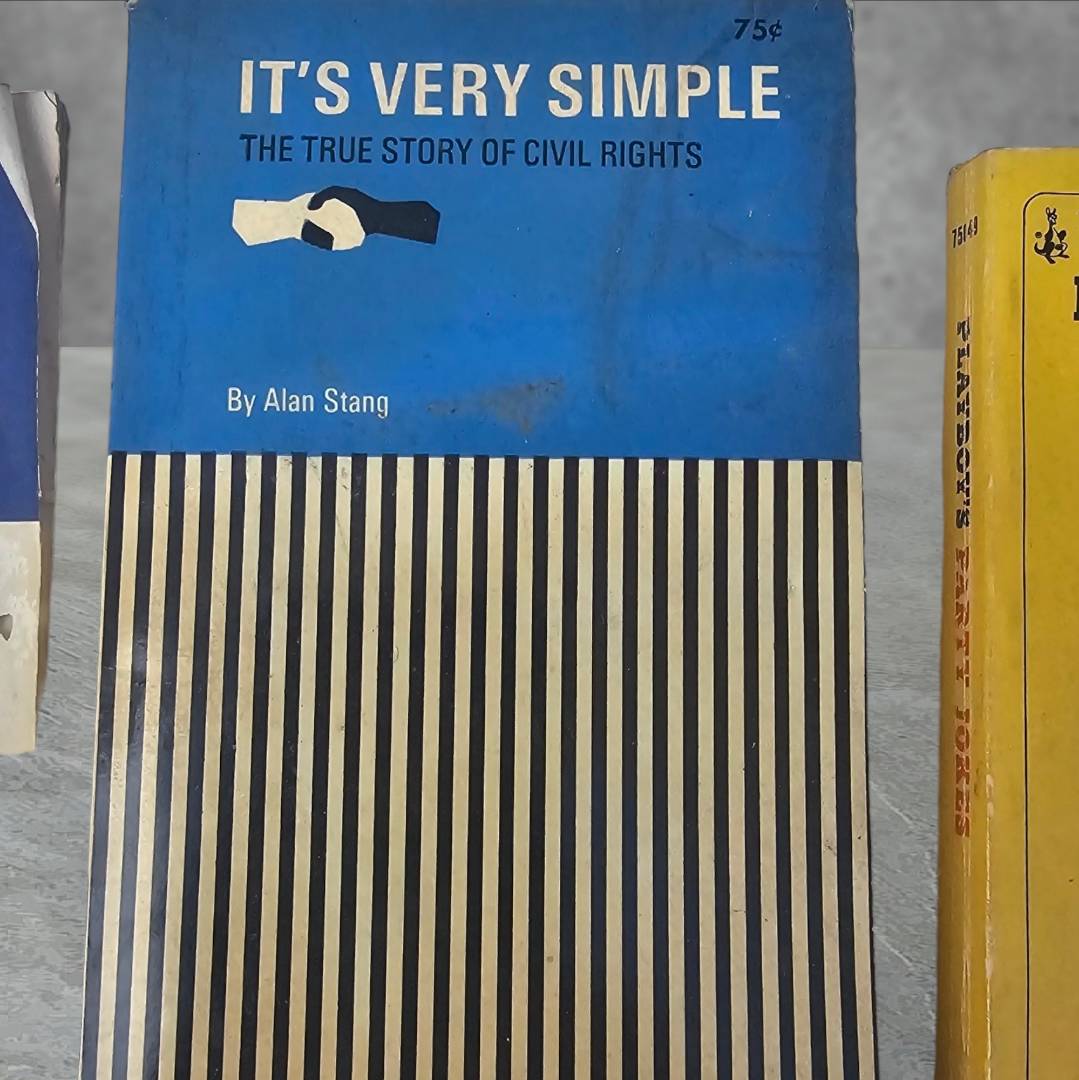 75¢
IT'S VERY SIMPLE
THE TRUE STORY OF CIVIL RIGHTS
By Alan Stang
75149
PLAYBOY'S PARTY JOKES